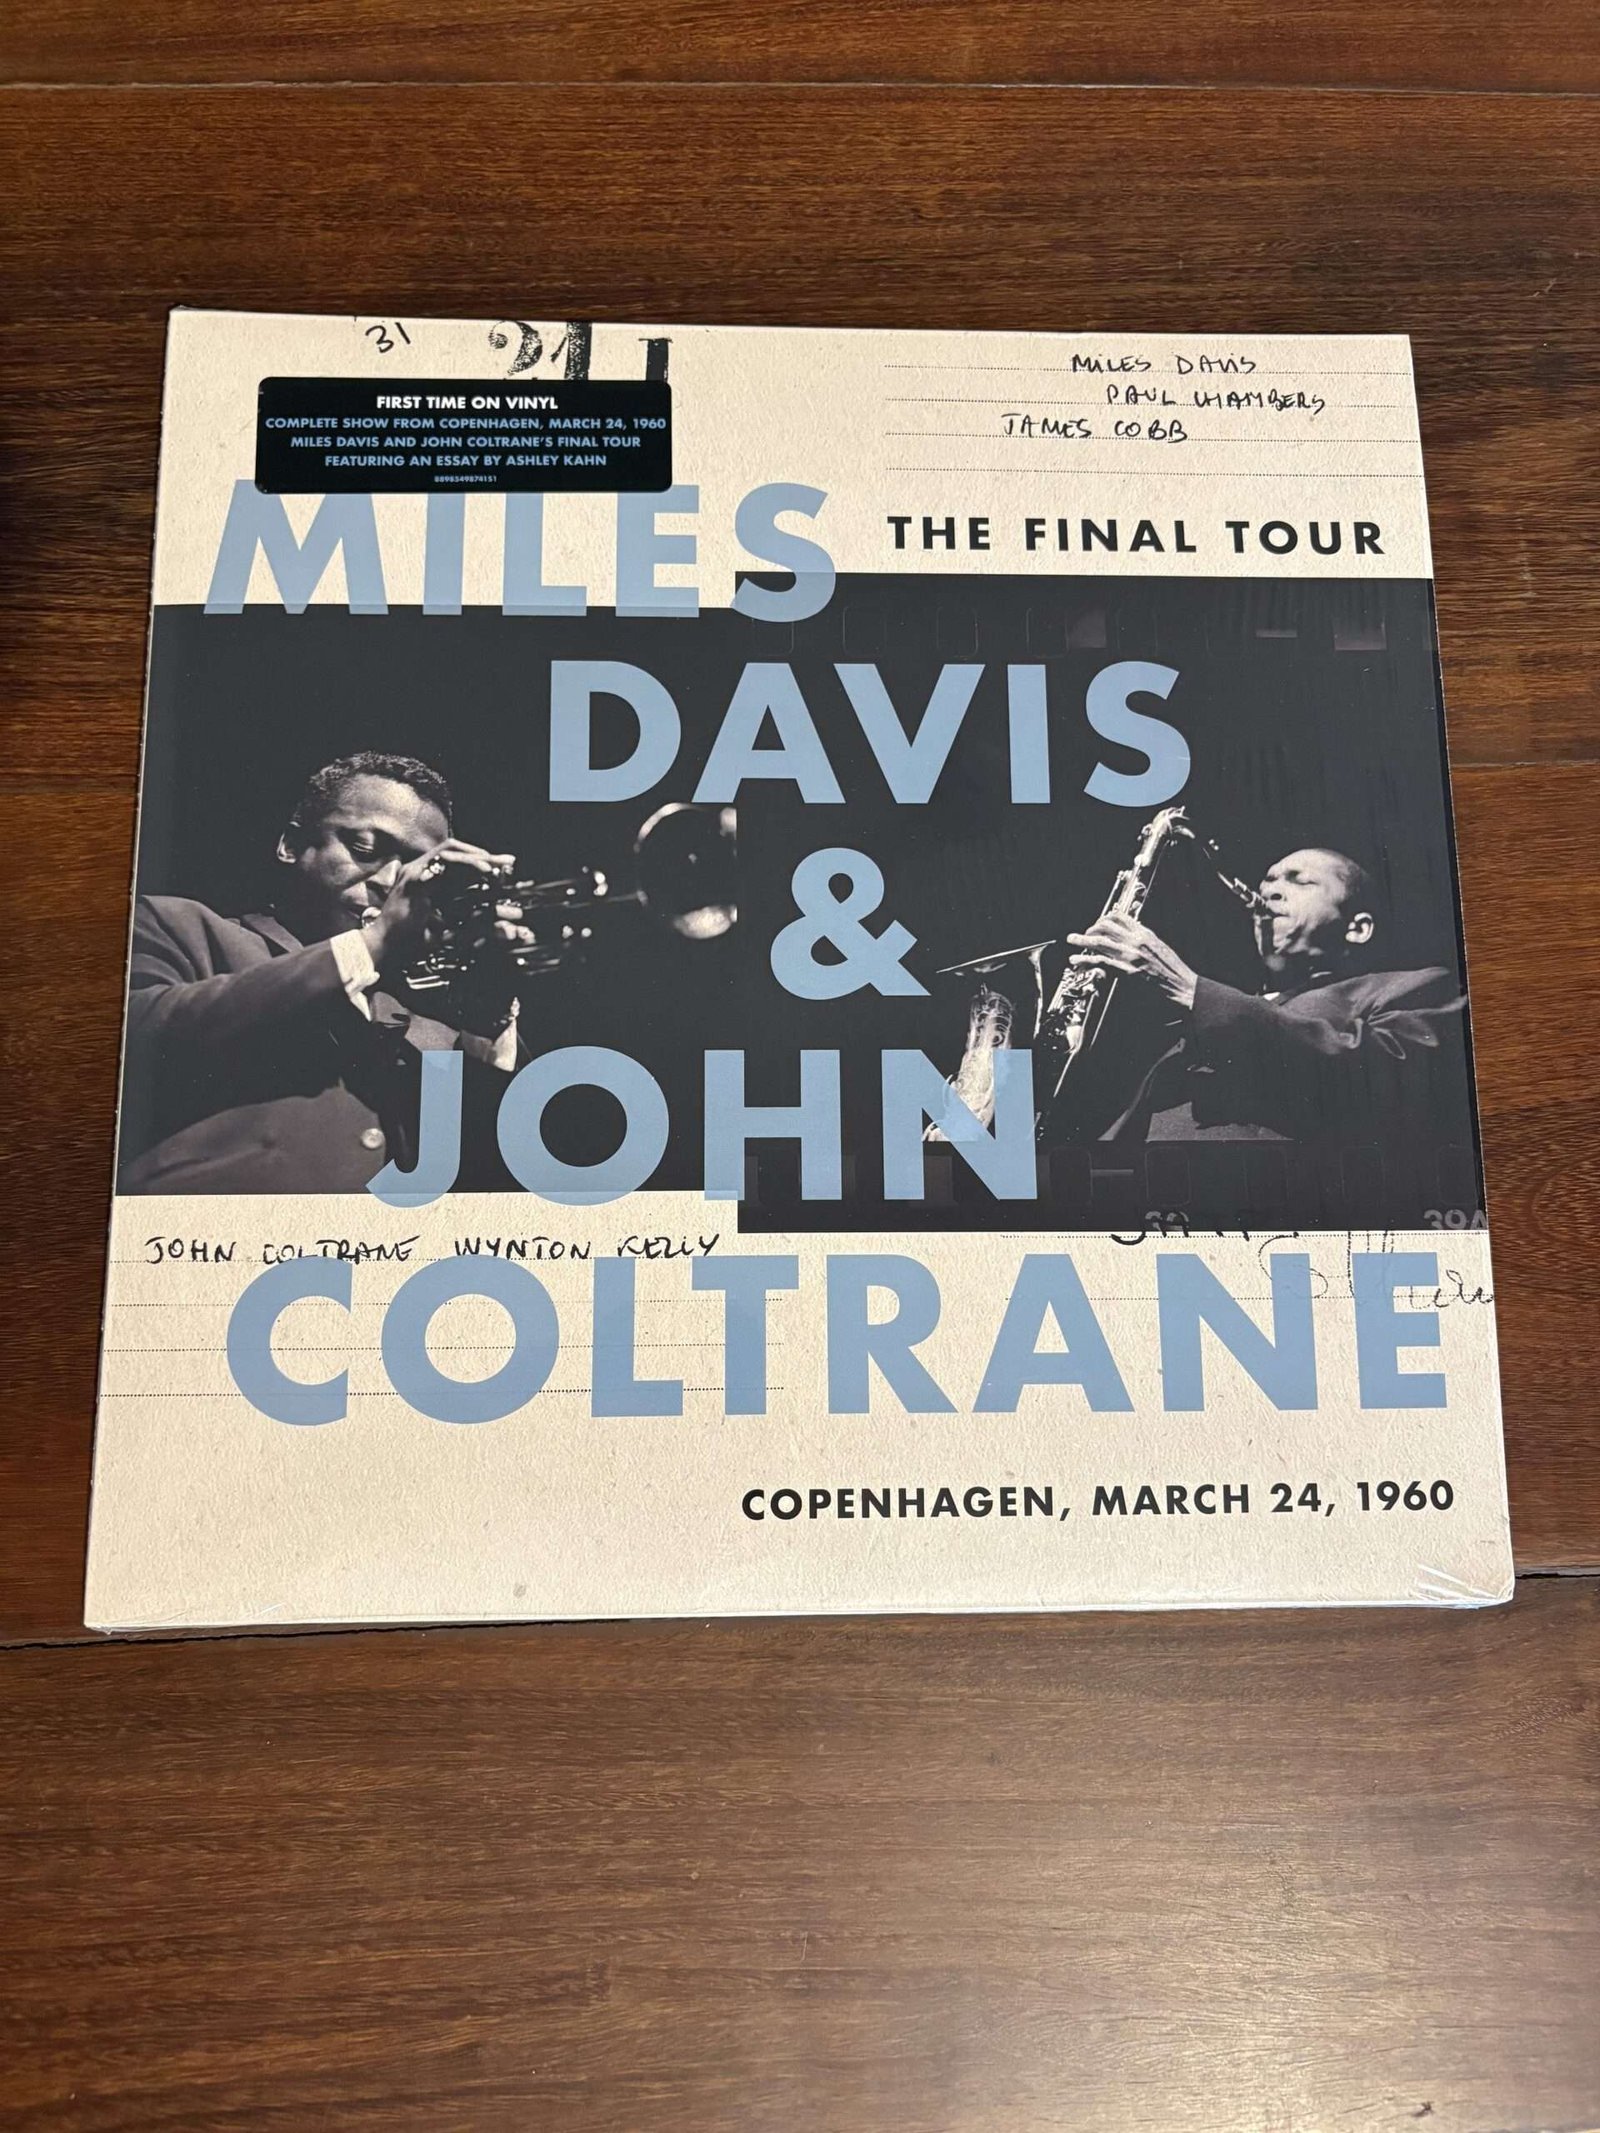 31
FIRST TIME ON VINYL
COMPLETE SHOW FROM COPENHAGEN, MARCH 24, 1960
MILES DAVIS AND JOHN COLTRANE'S FINAL TOUR
FEATURING AN ESSAY BY ASHLEY KAHN
88985498741S1
MILES DAVIS
PAUL CHAMBERS
JAMES COBB
THE FINAL TOUR
MILES
DAVIS
&
JOHN
COLTRANE
JOHN COLTRANE WYNTON KELLY
39A
COPENHAGEN, MARCH 24, 1960